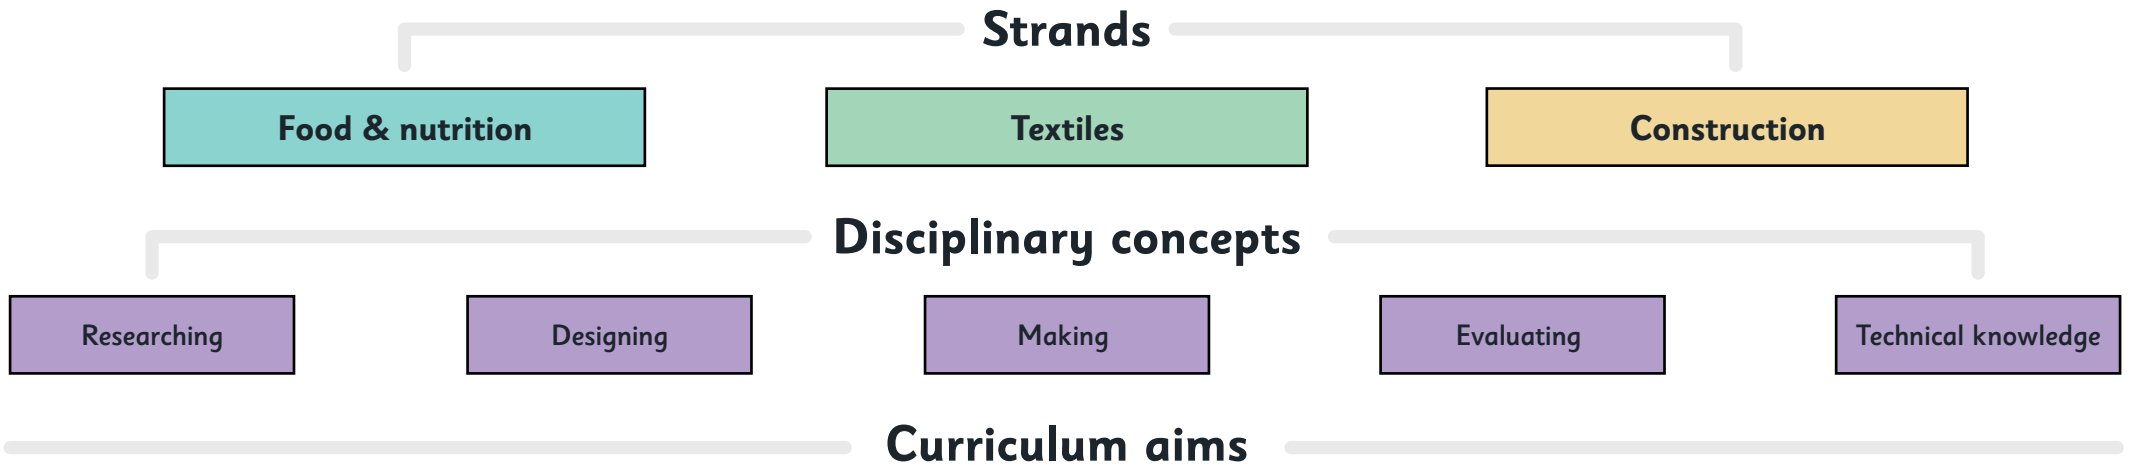 Strands
Food & nutrition
Textiles
Construction
Disciplinary concepts
Researching
Designing
Making
Evaluating
Technical knowledge
Curriculum aims